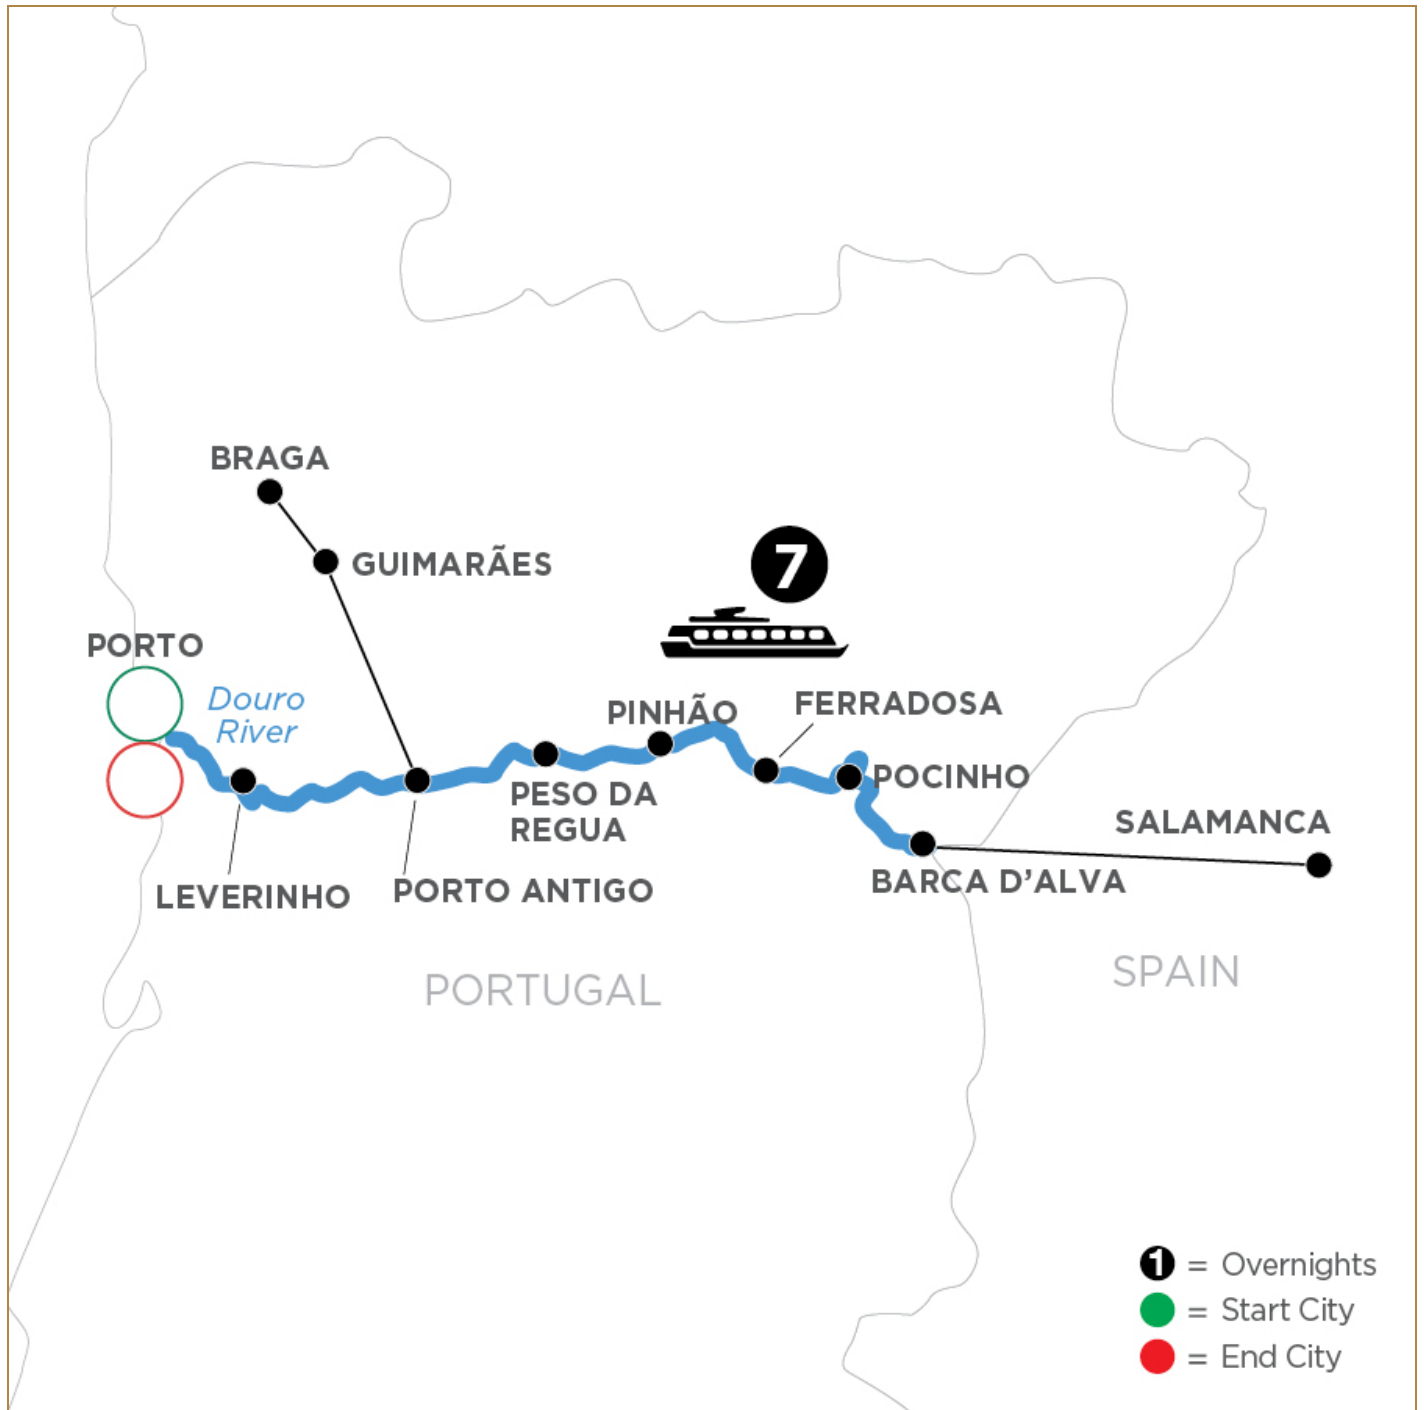 BRAGA
GUIMARÃES
7
PORTO
Douro
River
PINHÃO
FERRADOSA
POCINHO
PESO DA
REGUA
SALAMANCA
LEVERINHO
PORTO ANTIGO
BARCA D’ALVA
PORTUGAL
SPAIN
1 = Overnights
= Start City
= End City